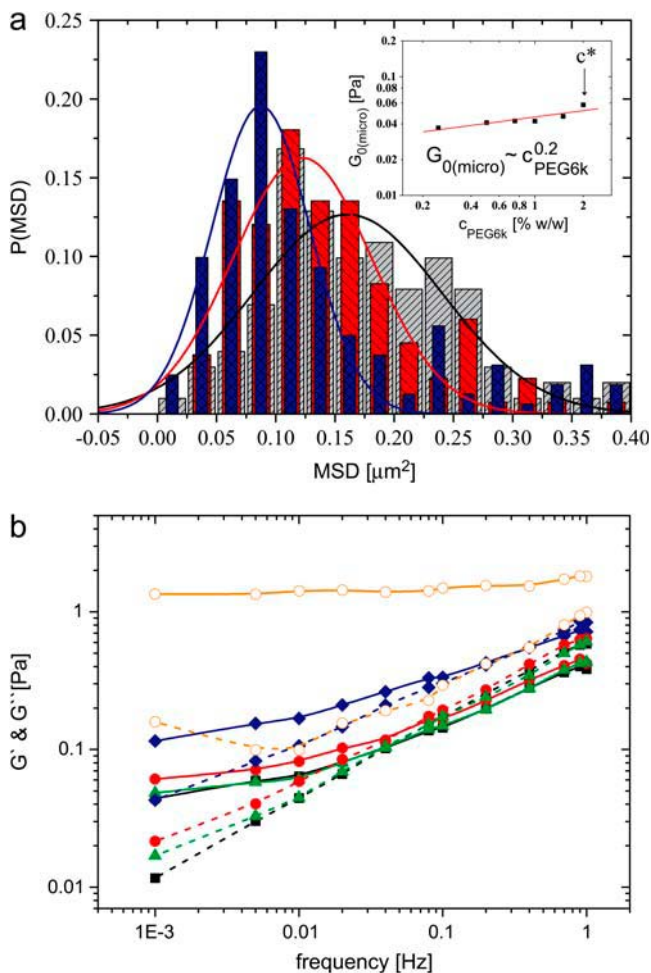 a
0.25
0.20
0.15
0.10
0.05
0.00
P(MSD)
-0.05 0.00 0.05 0.10 0.15 0.20 0.25 0.30 0.35 0.40
MSD [μm²]
0.2
0.1
0.08
0.06
0.04
0.02
0.01
G₀₍micro₎ [Pa]
c*
G₀₍micro₎~ c^0.2_PEG6k
0.2 0.4 0.6 0.8 1 2
c_PEG6k [% w/w]
b
1
0.1
0.01
G` & G`` [Pa]
1E-3 0.01 0.1 1
frequency [Hz]